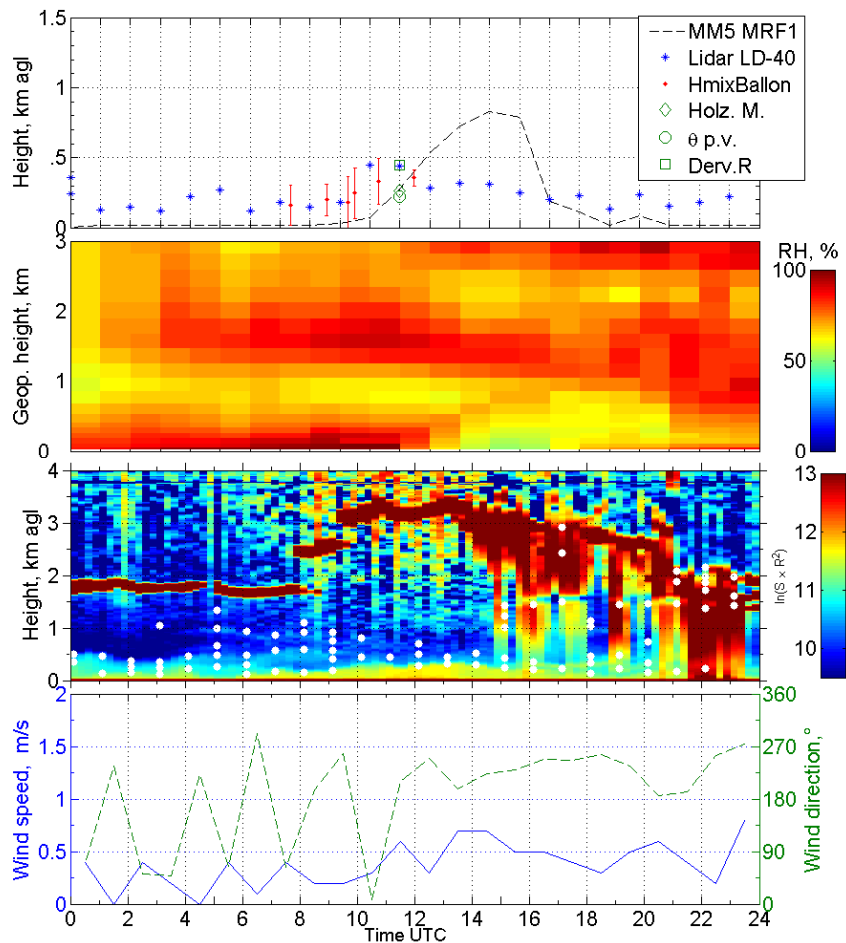 1.5
1
.5
0
Height, km agl
MM5 MRF1
Lidar LD-40
HmixBallon
Holz. M.
θ p.v.
Derv.R
3
2
1
0
Geop. height, km
RH, %
100
50
0
4
3
2
1
0
Height, km agl
13
12
11
10
ln(S × R²)
2
1.5
1
0.5
0
Wind speed, m/s
360
270
180
90
0
Wind direction,°
0 2 4 6 8 10 12 14 16 18 20 22 24
Time UTC